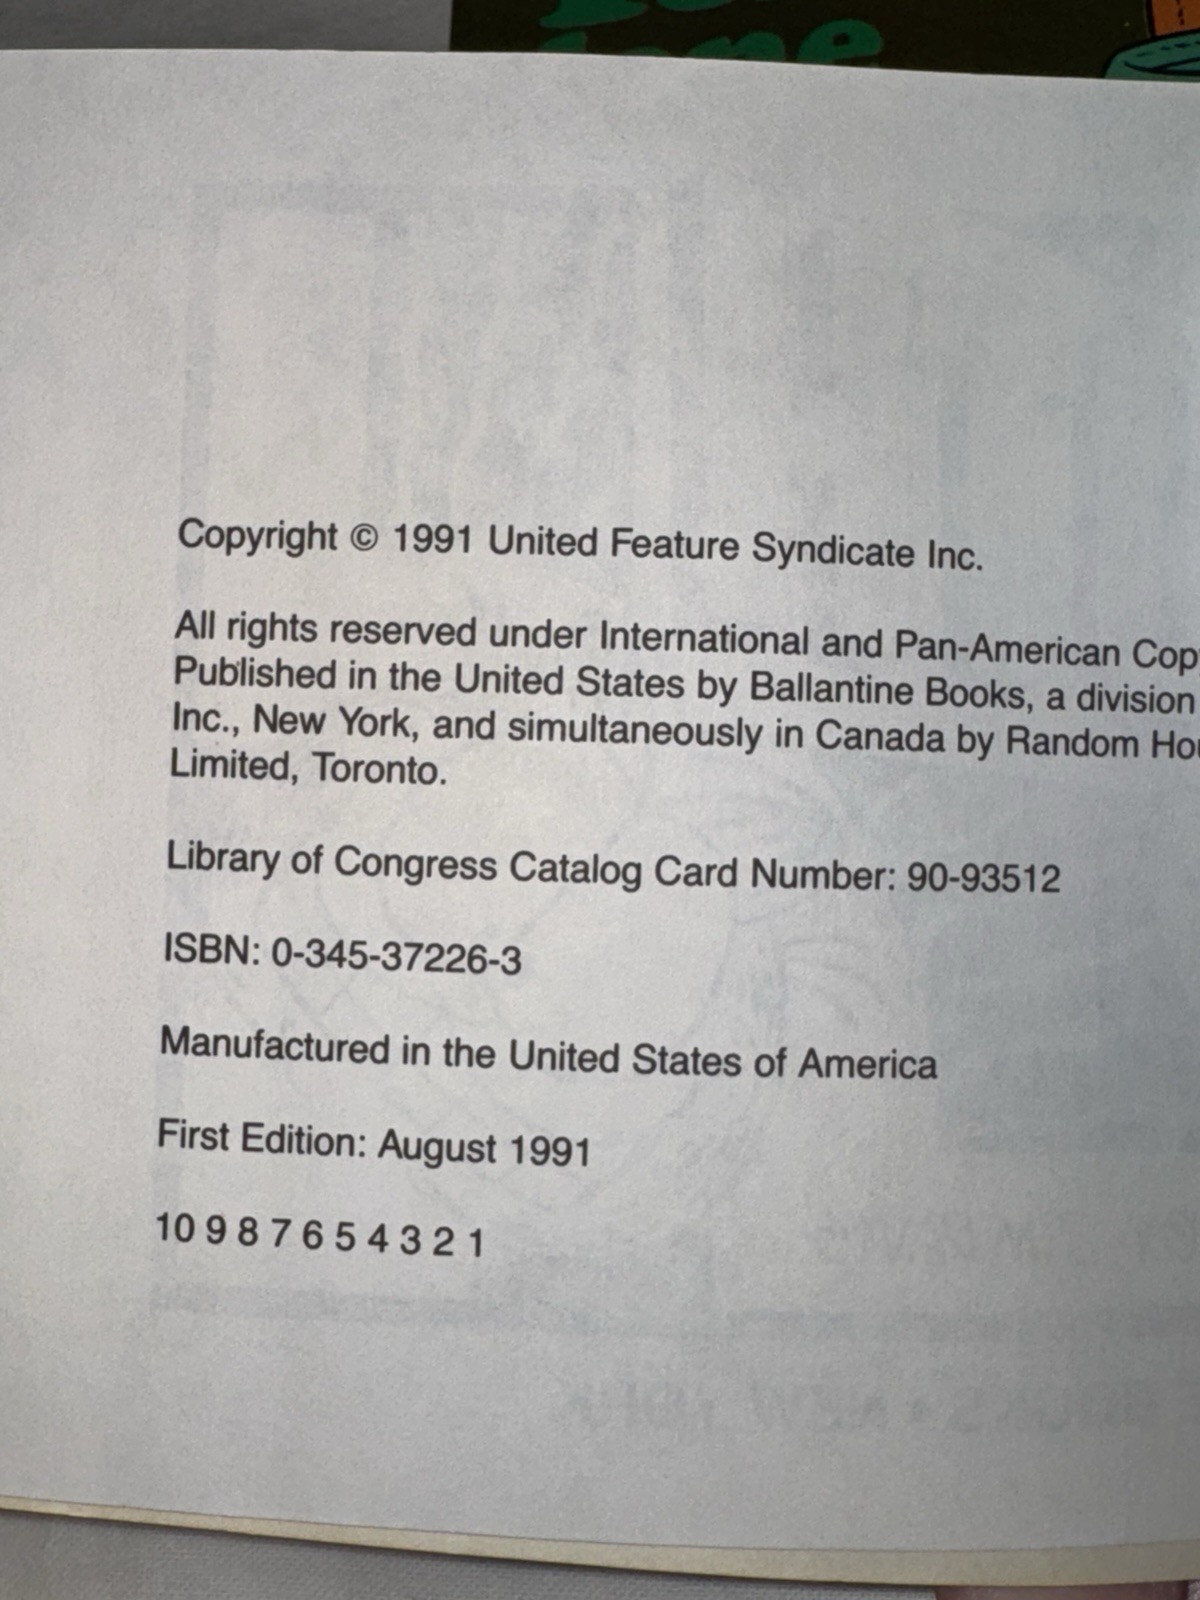 Copyright © 1991 United Feature Syndicate Inc.
All rights reserved under International and Pan-American Cop
Published in the United States by Ballantine Books, a division
Inc., New York, and simultaneously in Canada by Random Hou
Limited, Toronto.
Library of Congress Catalog Card Number: 90-93512
ISBN: 0-345-37226-3
Manufactured in the United States of America
First Edition: August 1991
10 9 8 7 6 5 4 3 2 1